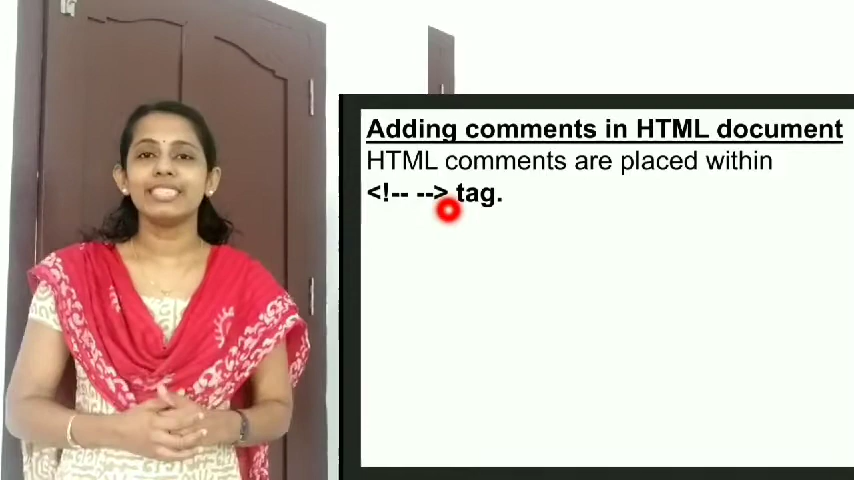 Adding comments in HTML document
HTML comments are placed within
<!-- --> tag.